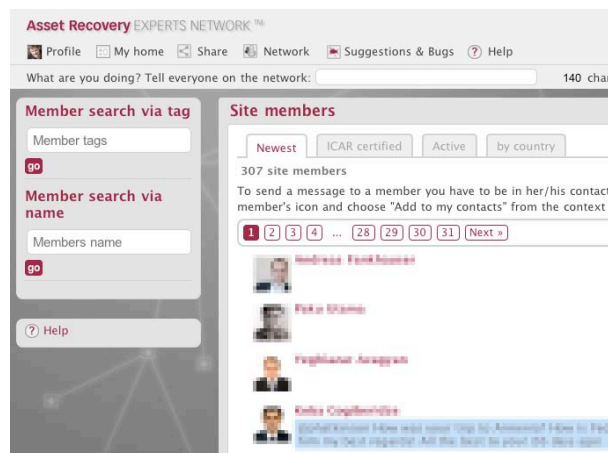 Asset Recovery EXPERTS NETWORK ™
Profile My home Share Network Suggestions & Bugs ? Help
What are you doing? Tell everyone on the network: 140 cha
Member search via tag
Member tags
go
Member search via
name
Members name
go
? Help
Site members
Newest ICAR certified Active by country
307 site members
To send a message to a member you have to be in her/his contact
member's icon and choose "Add to my contacts" from the context
1 2 3 4 ... 28 29 30 31 Next »